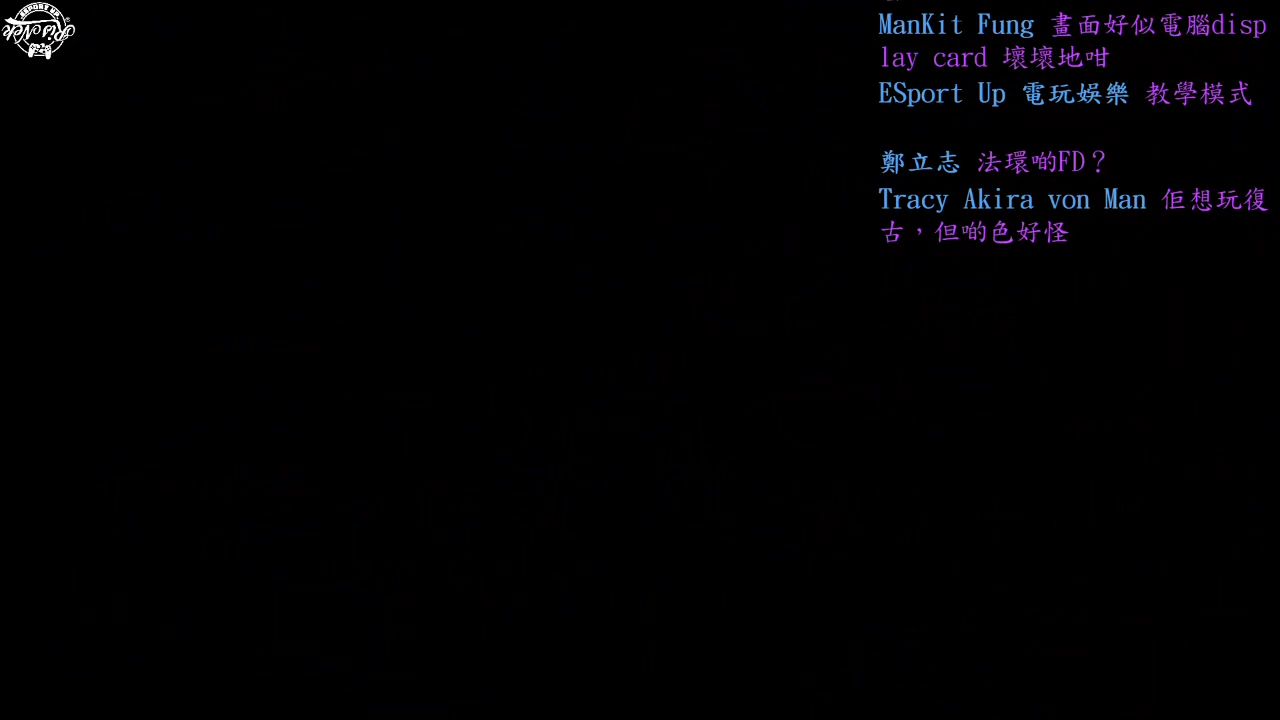 ESPORT UP
ManKit Fung 畫面好似電腦disp
lay card 壞壞地咁
ESport Up 電玩娛樂 教學模式
鄭立志 法環啲FD？
Tracy Akira von Man 佢想玩復
古，但啲色好怪